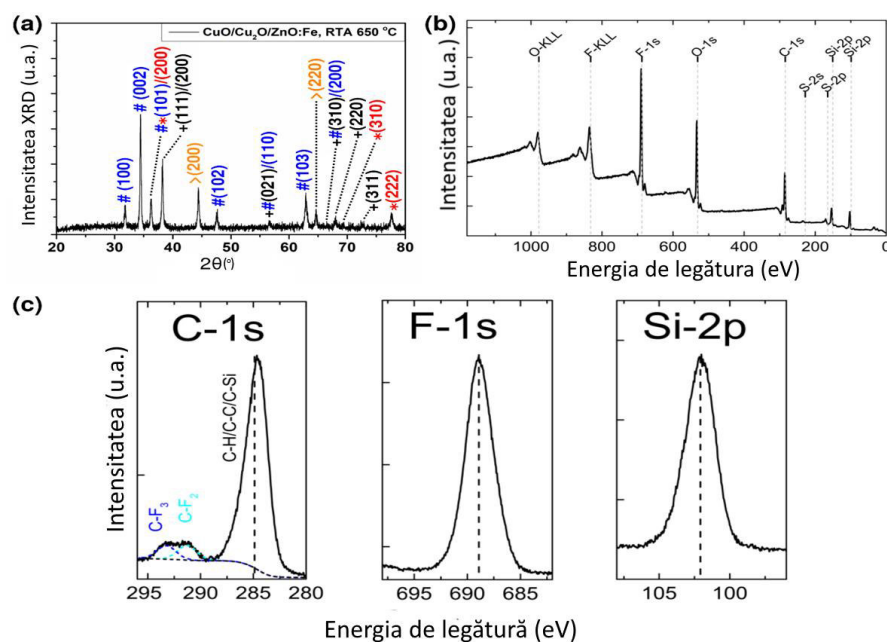 (a)
CuO/Cu₂O/ZnO:Fe, RTA 650 °C
Intensitatea XRD (u.a.)
# (100)
# (002)
#*(101)/(200)
+(111)/(200)
>(200)
#(102)
+#(021)/(110)
#(103)
>(220)
+#(310)/(200)
+(220)
*(310)
+(311)
*(222)
20 30 40 50 60 70 80
2θ(°)
(b)
Intensitatea (u.a.)
O-KLL
F-KLL
F-1s
O-1s
C-1s
S-2s
S-2p
Si-2p
Si-2p
1000 800 600 400 200 0
Energia de legătura (eV)
(c)
Intensitatea (u.a.)
C-1s
C-F₃
C-F₂
C-H/C-C/C-Si
295 290 285 280
F-1s
695 690 685
Si-2p
105 100
Energia de legătură (eV)